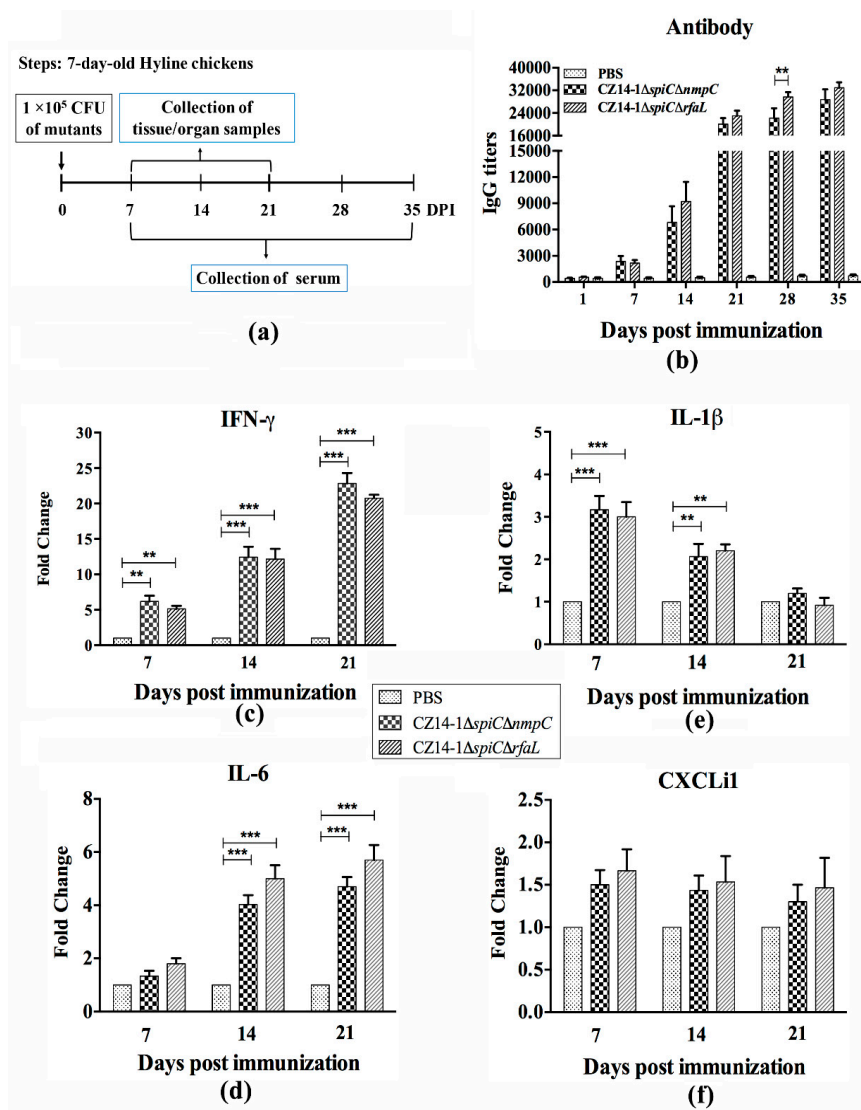 Steps: 7-day-old Hyline chickens
1 ×10⁵ CFU
of mutants
Collection of
tissue/organ samples
0 7 14 21 28 35 DPI
Collection of serum
(a)
Antibody
PBS
CZ14-1ΔspiCΔnmpC
CZ14-1ΔspiCΔrfaL
**
IgG titers
40000
32000
24000
16000
15000
12000
9000
6000
3000
0
1 7 14 21 28 35
Days post immunization
(b)
IFN-γ
Fold Change
30
25
20
15
10
5
0
** **
*** ***
*** ***
7 14 21
Days post immunization
(c)
IL-1β
Fold Change
5
4
3
2
1
0
*** ***
** **
7 14 21
Days post immunization
(e)
PBS
CZ14-1ΔspiCΔnmpC
CZ14-1ΔspiCΔrfaL
IL-6
Fold Change
8
6
4
2
0
*** ***
*** ***
7 14 21
Days post immunization
(d)
CXCLi1
Fold Change
2.5
2.0
1.5
1.0
0.5
0.0
7 14 21
Days post immunization
(f)